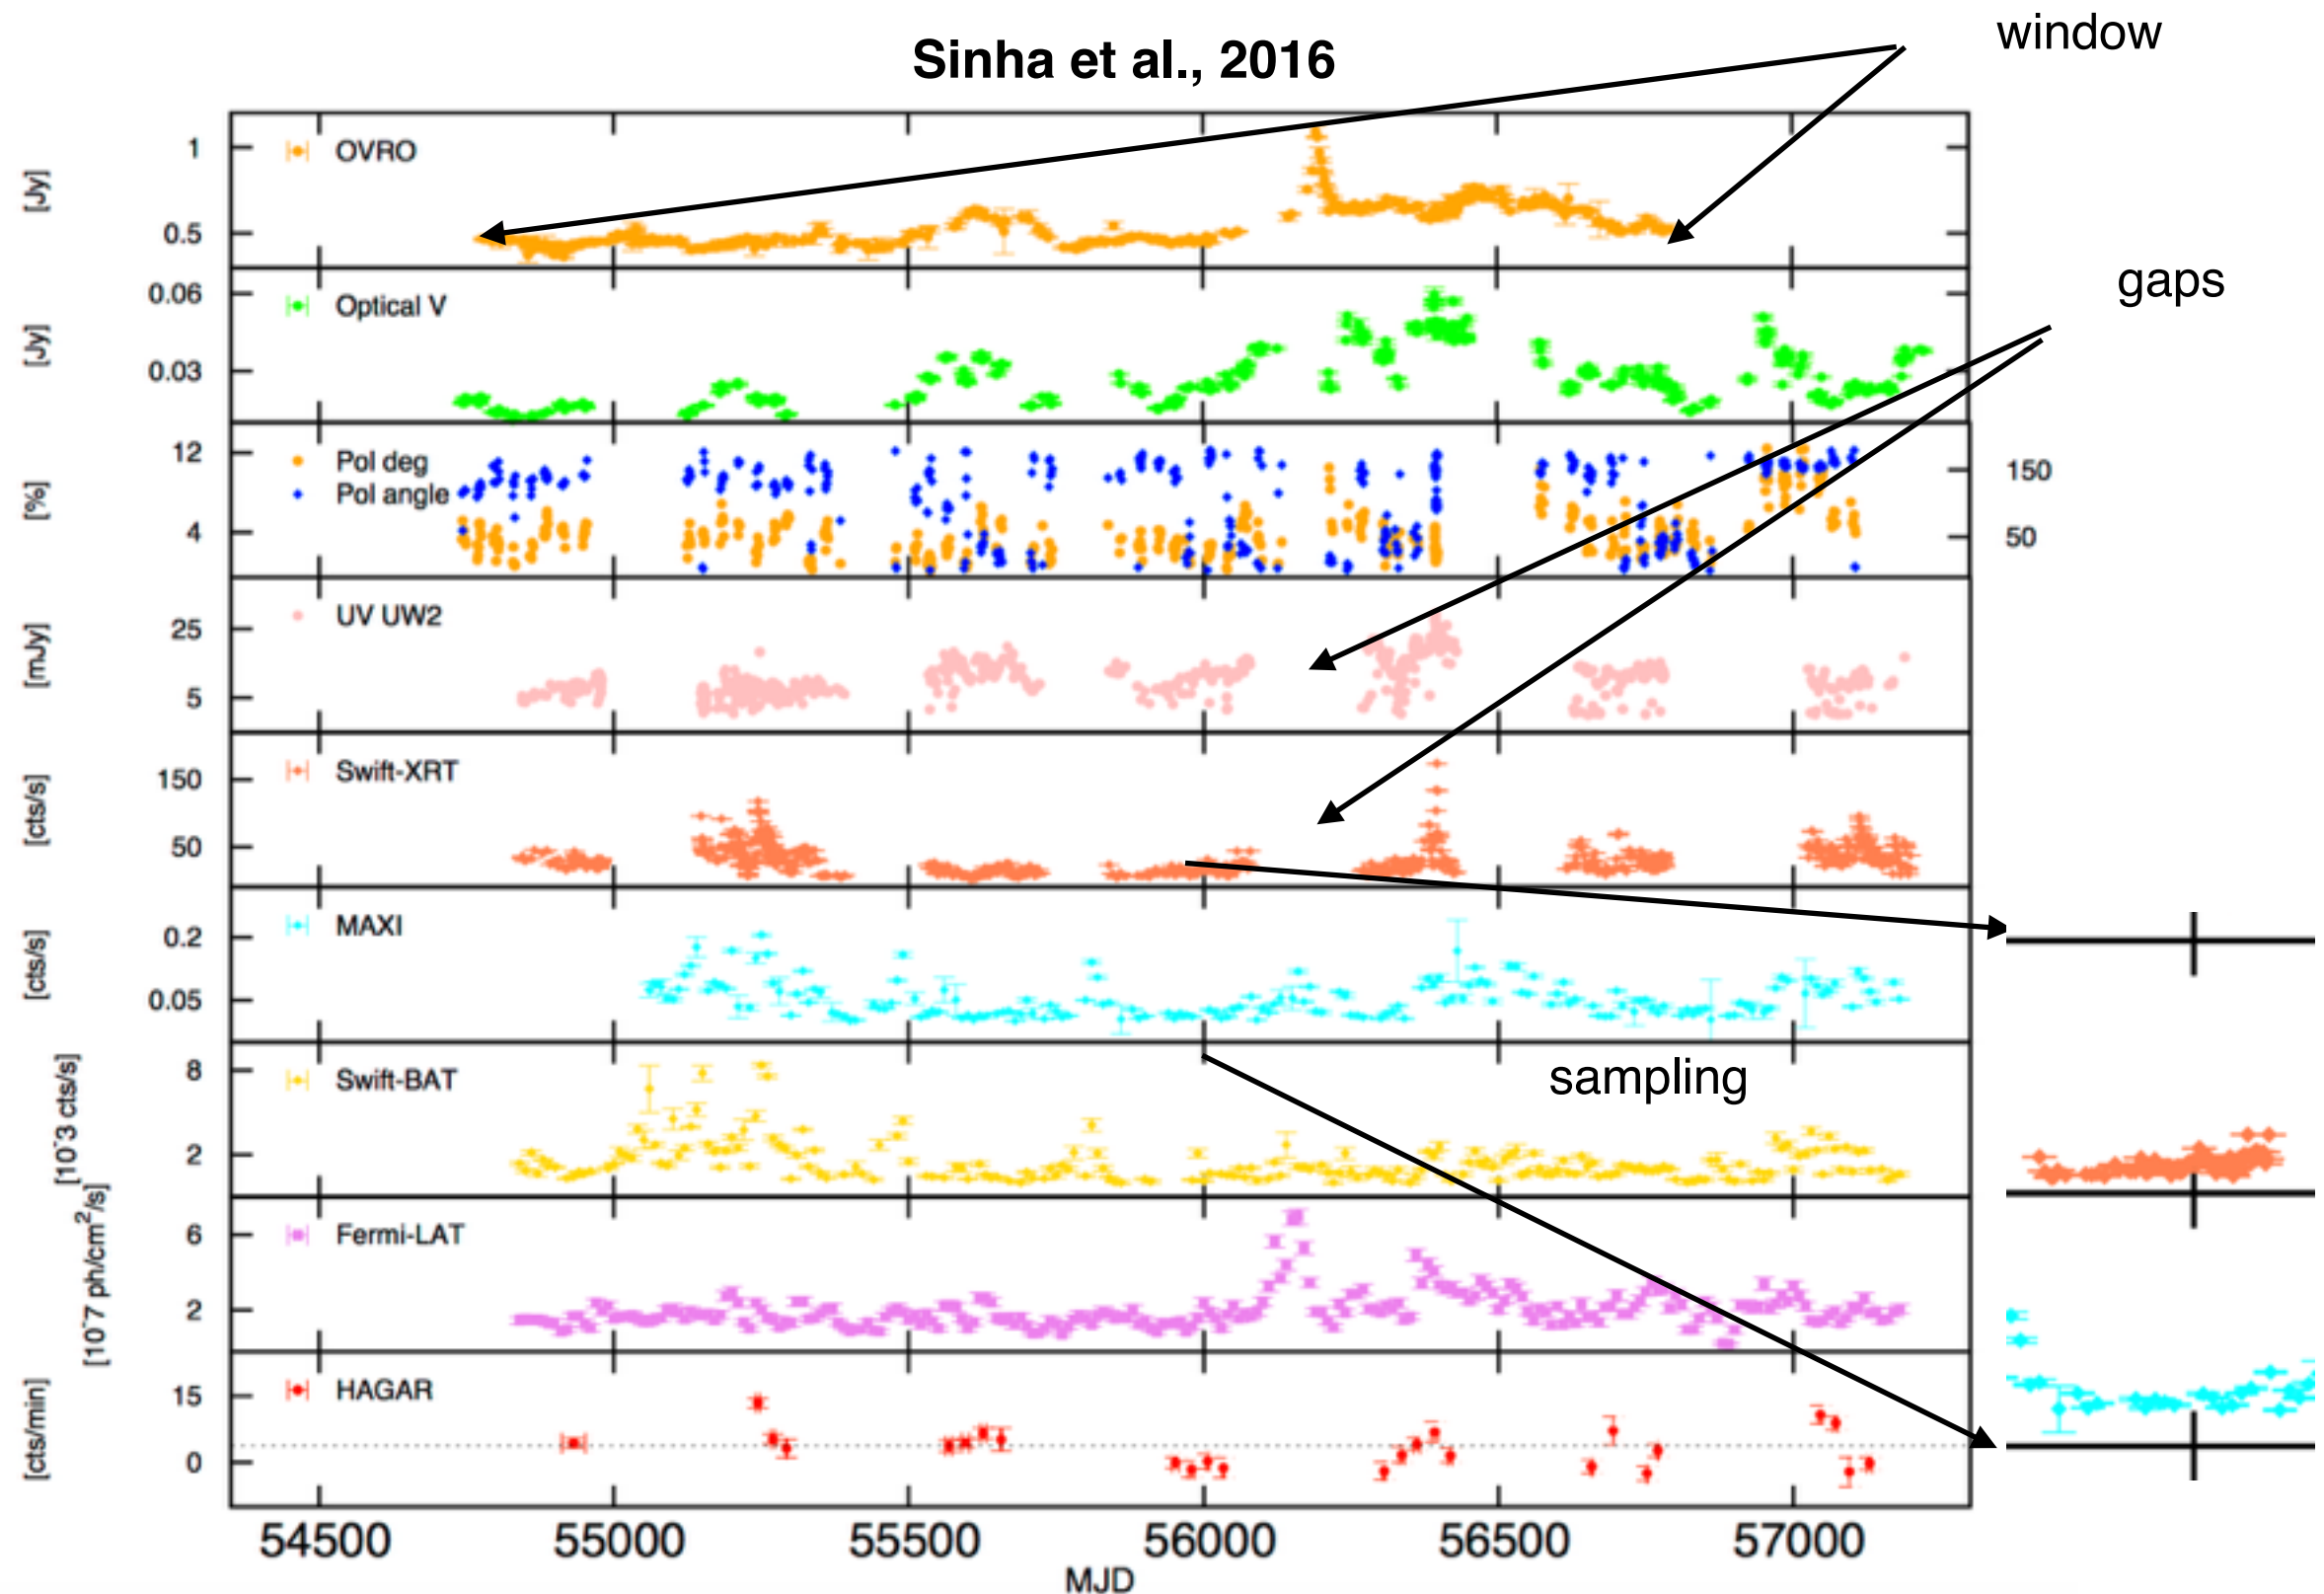 Sinha et al., 2016
window
gaps
sampling
[Jy]
1
0.5
OVRO
[Jy]
0.06
0.03
Optical V
[%]
12
4
Pol deg
Pol angle
150
50
[mJy]
25
5
UV UW2
[cts/s]
150
50
Swift-XRT
[cts/s]
0.2
0.05
MAXI
[10⁻3 cts/s]
8
2
Swift-BAT
[10⁻7 ph/cm²/s]
6
2
Fermi-LAT
[cts/min]
15
0
HAGAR
54500 55000 55500 56000 56500 57000
MJD